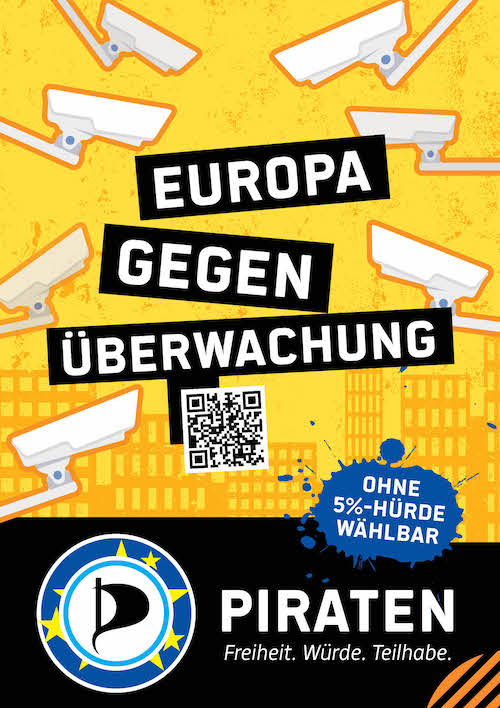 EUROPA
GEGEN
ÜBERWACHUNG
OHNE
5%-HÜRDE
WÄHLBAR
PIRATEN
Freiheit. Würde. Teilhabe.